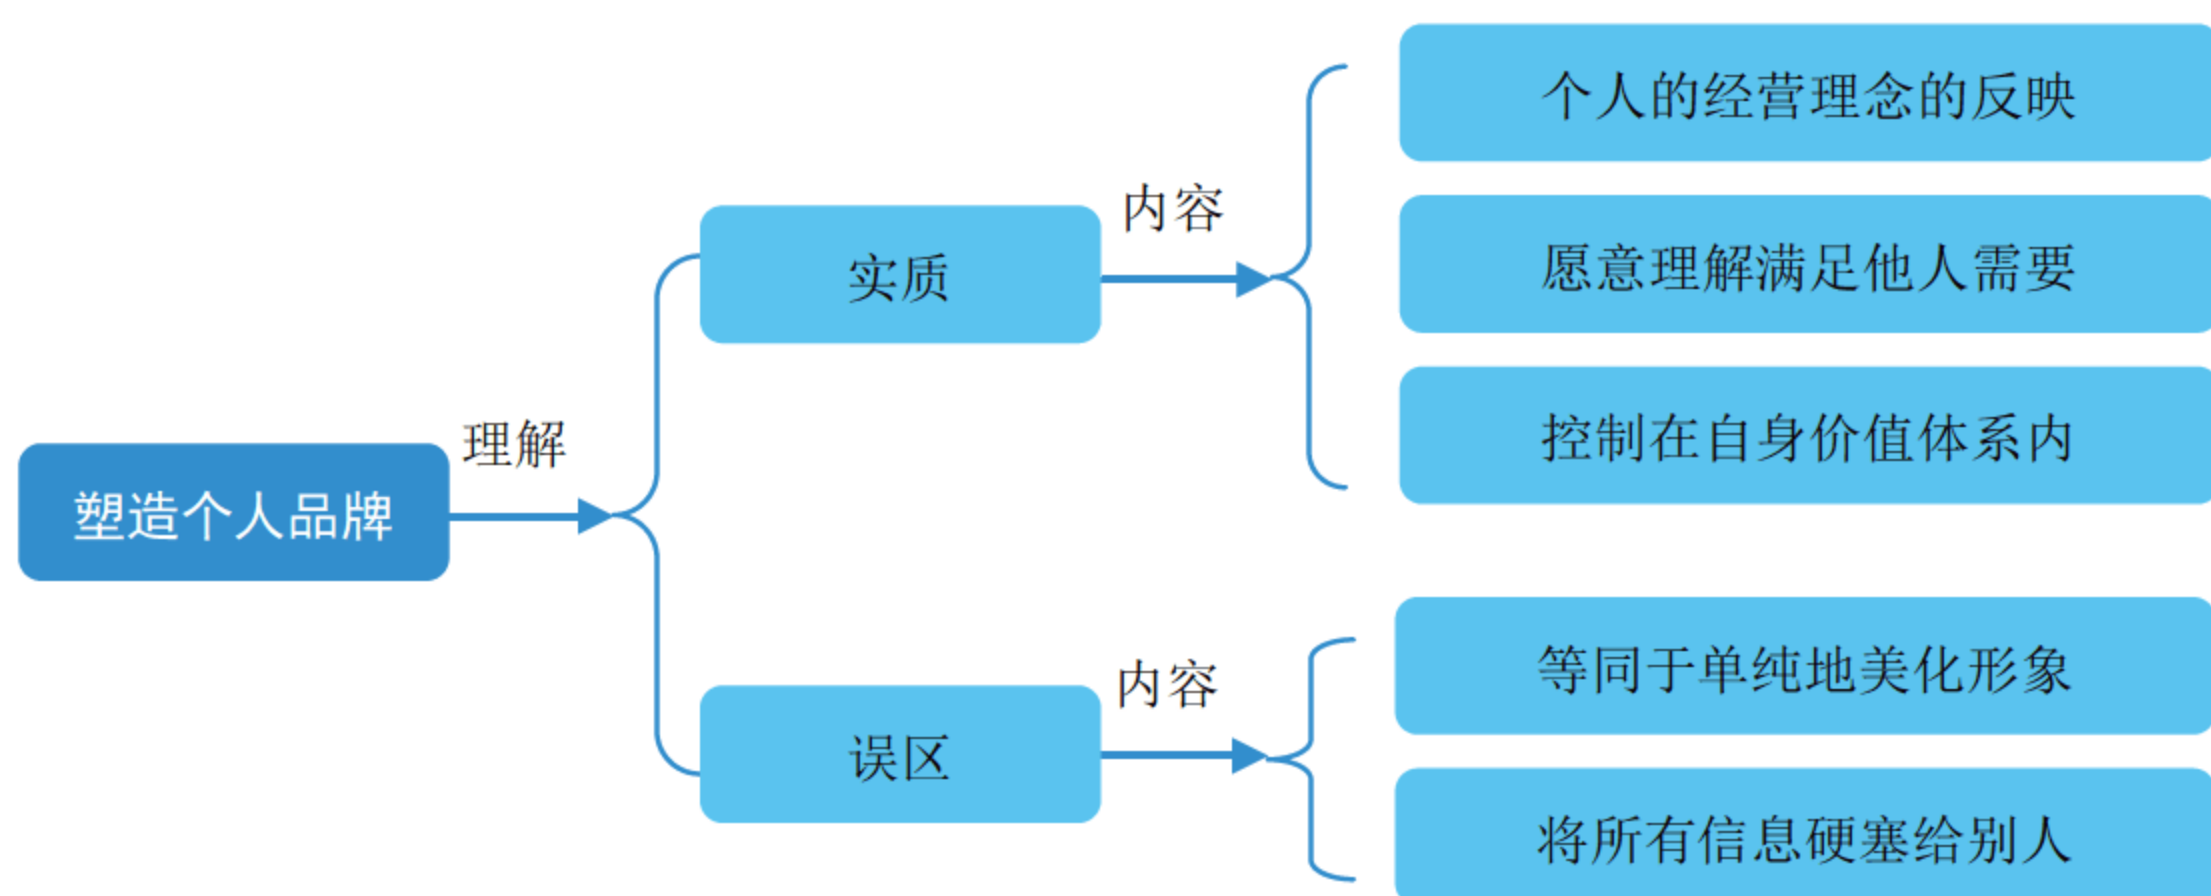 塑造个人品牌
理解
实质
内容
个人的经营理念的反映
愿意理解满足他人需要
控制在自身价值体系内
误区
内容
等同于单纯地美化形象
将所有信息硬塞给别人